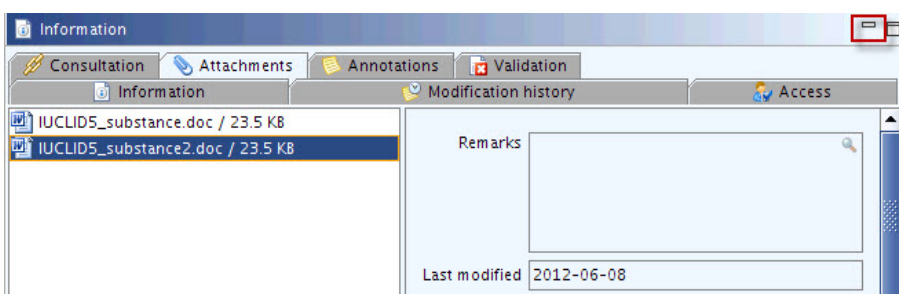 Information
Consultation Attachments Annotations Validation
Information Modification history Access
IUCLID5_substance.doc / 23.5 KB
IUCLID5_substance2.doc / 23.5 KB
Remarks
Last modified 2012-06-08